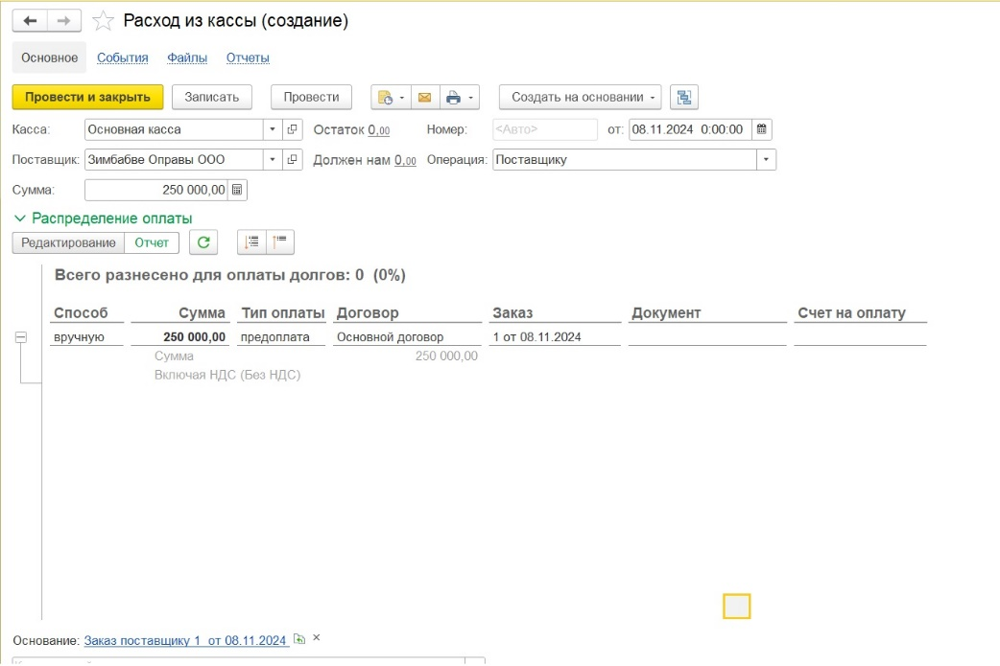 Расход из кассы (создание)
Основное События Файлы Отчеты
Провести и закрыть Записать Провести Создать на основании
Касса: Основная касса Остаток 0,00 Номер: <Авто> от: 08.11.2024 0:00:00
Поставщик: Зимбабве Оправы ООО Должен нам 0,00 Операция: Поставщику
Сумма: 250 000,00
Распределение оплаты
Редактирование Отчет
Всего разнесено для оплаты долгов: 0 (0%)
Способ Сумма Тип оплаты Договор Заказ Документ Счет на оплату
вручную 250 000,00 предоплата Основной договор 1 от 08.11.2024
Сумма 250 000,00
Включая НДС (Без НДС)
Основание: Заказ поставщику 1 от 08.11.2024